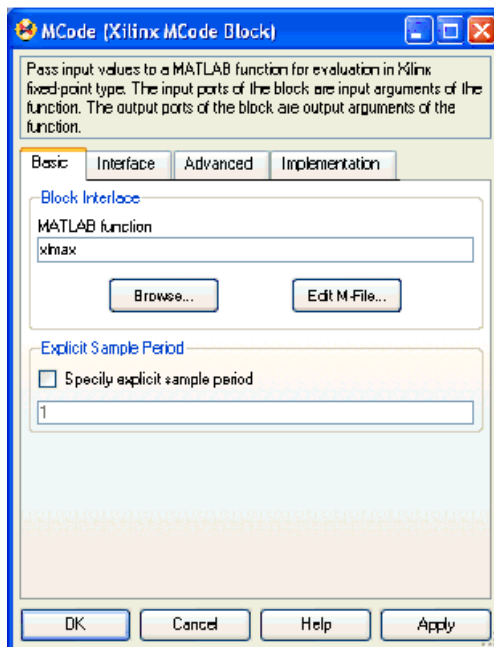 MCode (Xilinx MCode Block)
Pass input values to a MATLAB function for evaluation in Xilinx
fixed-point type. The input ports of the block are input arguments of the
function. The output ports of the block are output arguments of the
function.
Basic Interface Advanced Implementation
Block Interface
MATLAB function
xlmax
Browse... Edit M-File...
Explicit Sample Period
Specify explicit sample period
1
OK Cancel Help Apply